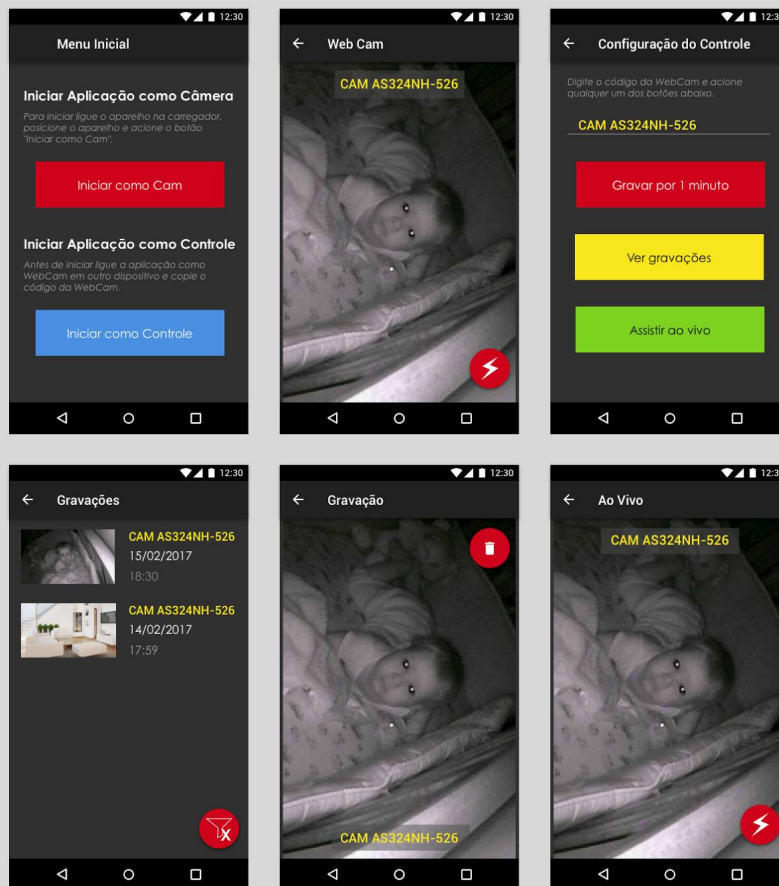 12:30
Menu Inicial
Iniciar Aplicação como Câmera
Para iniciar ligue o aparelho na carregador,
posicione o aparelho e acione o botão
"Iniciar como Cam".
Iniciar como Cam
Iniciar Aplicação como Controle
Antes de iniciar ligue a aplicação como
WebCam em outro dispositivo e copie o
código da WebCam.
Iniciar como Controle
12:30
Web Cam
CAM AS324NH-526
12:3
Configuração do Controle
Digite o código da WebCam e acione
qualquer um dos botões abaixo.
CAM AS324NH-526
Gravar por 1 minuto
Ver gravações
Assistir ao vivo
12:30
Gravações
CAM AS324NH-526
15/02/2017
18:30
CAM AS324NH-526
14/02/2017
17:59
X
12:30
Gravação
CAM AS324NH-526
12:3
Ao Vivo
CAM AS324NH-526